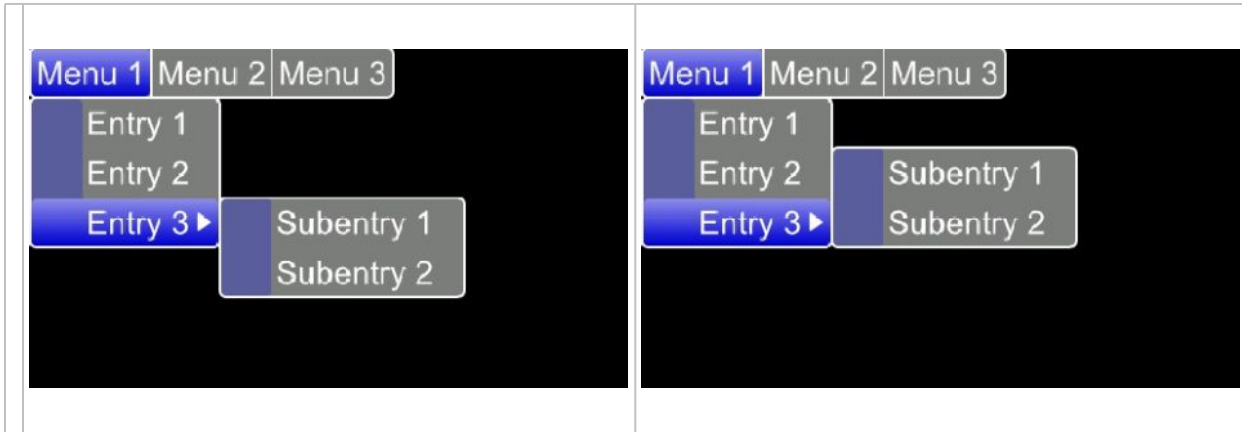 Menu 1 Menu 2 Menu 3
Entry 1
Entry 2
Entry 3 Subentry 1
Subentry 2
Menu 1 Menu 2 Menu 3
Entry 1
Entry 2 Subentry 1
Entry 3 Subentry 2